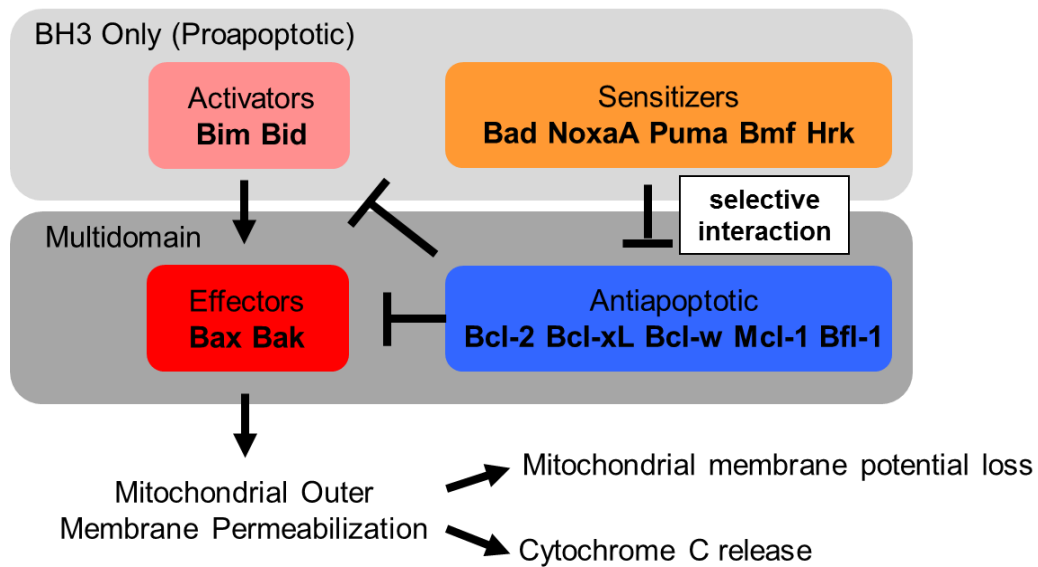 BH3 Only (Proapoptotic)
Activators
Bim Bid
Sensitizers
Bad NoxaA Puma Bmf Hrk
selective
interaction
Multidomain
Effectors
Bax Bak
Antiapoptotic
Bcl-2 Bcl-xL Bcl-w Mcl-1 Bfl-1
Mitochondrial Outer
Membrane Permeabilization
Mitochondrial membrane potential loss
Cytochrome C release